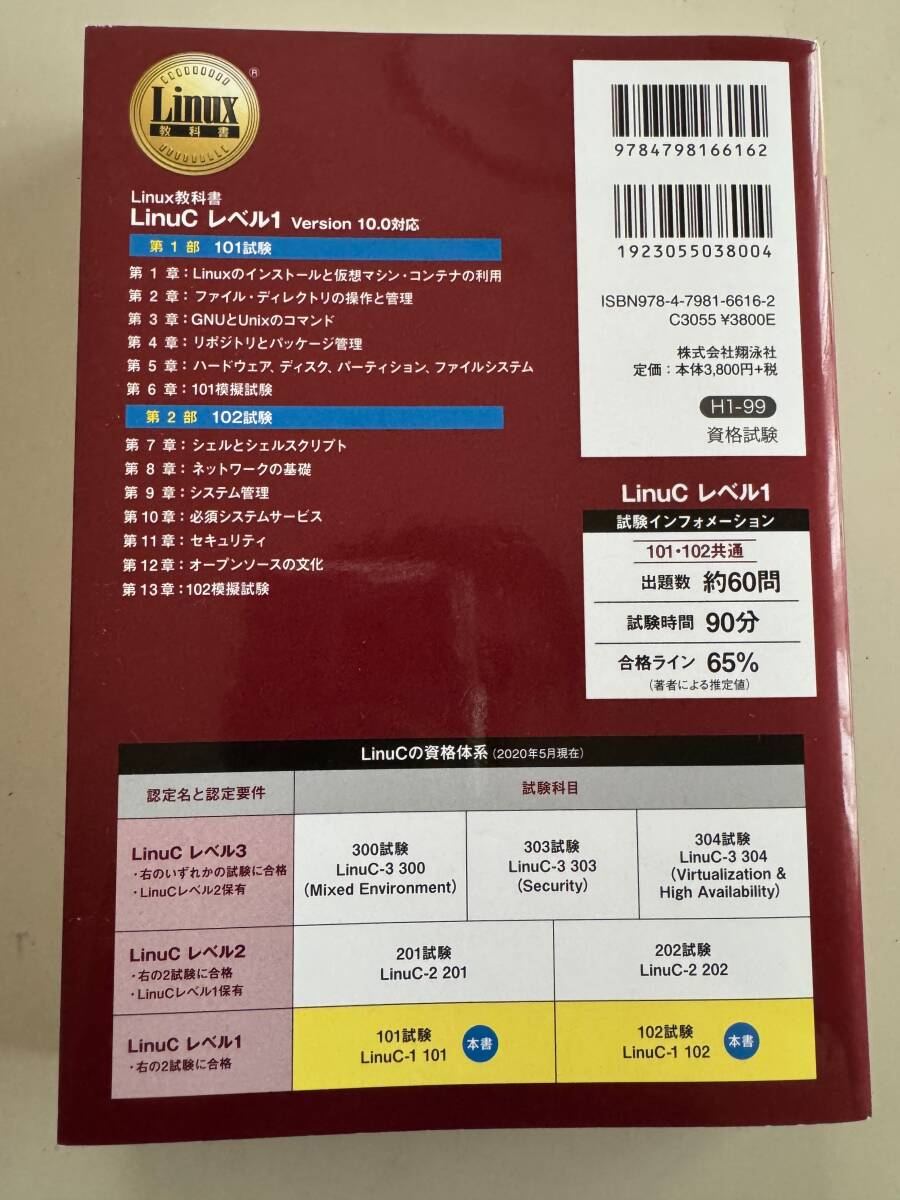 Linux
教科書
®
Linux教科書
LinuC レベル1 Version 10.0対応
第1部 101試験
第 1 章：Linuxのインストールと仮想マシン・コンテナの利用
第 2 章：ファイル・ディレクトリの操作と管理
第 3 章：GNUとUnixのコマンド
第 4 章：リポジトリとパッケージ管理
第 5 章：ハードウェア、ディスク、パーティション、ファイルシステム
第 6 章：101模擬試験
第2部 102試験
第 7 章：シェルとシェルスクリプト
第 8 章：ネットワークの基礎
第 9 章：システム管理
第10章：必須システムサービス
第11章：セキュリティ
第12章：オープンソースの文化
第13章：102模擬試験
9784798166162
1923055038004
ISBN978-4-7981-6616-2
C3055 ¥3800E
株式会社翔泳社
定価：本体3,800円+税
H1-99
資格試験
LinuC レベル1
試験インフォメーション
101・102共通
出題数 約60問
試験時間 90分
合格ライン 65%
（著者による推定値）
LinuCの資格体系（2020年5月現在）
認定名と認定要件 試験科目
LinuC レベル3
・右のいずれかの試験に合格
・LinuCレベル2保有
300試験
LinuC-3 300
（Mixed Environment）
303試験
LinuC-3 303
（Security）
304試験
LinuC-3 304
（Virtualization &
High Availability）
LinuC レベル2
・右の2試験に合格
・LinuCレベル1保有
201試験
LinuC-2 201
202試験
LinuC-2 202
LinuC レベル1
・右の2試験に合格
101試験
LinuC-1 101
本書
102試験
LinuC-1 102
本書